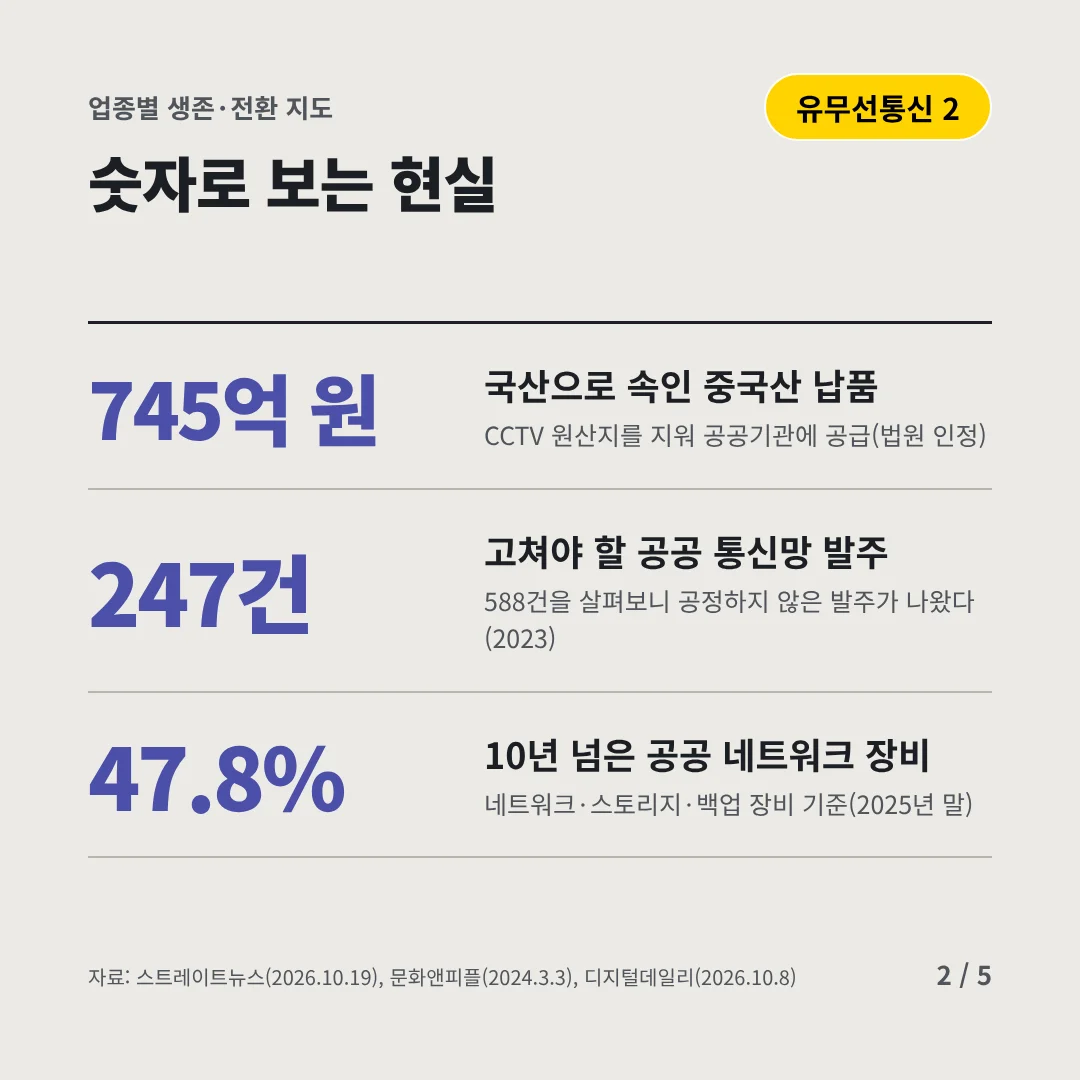 업종별 생존·전환 지도
유무선통신 2
숫자로 보는 현실
745억 원
국산으로 속인 중국산 납품
CCTV 원산지를 지워 공공기관에 공급(법원 인정)
247건
고쳐야 할 공공 통신망 발주
588건을 살펴보니 공정하지 않은 발주가 나왔다
(2023)
47.8%
10년 넘은 공공 네트워크 장비
네트워크·스토리지·백업 장비 기준(2025년 말)
자료: 스트레이트뉴스(2026.10.19), 문화앤피플(2024.3.3), 디지털데일리(2026.10.8)
2 / 5